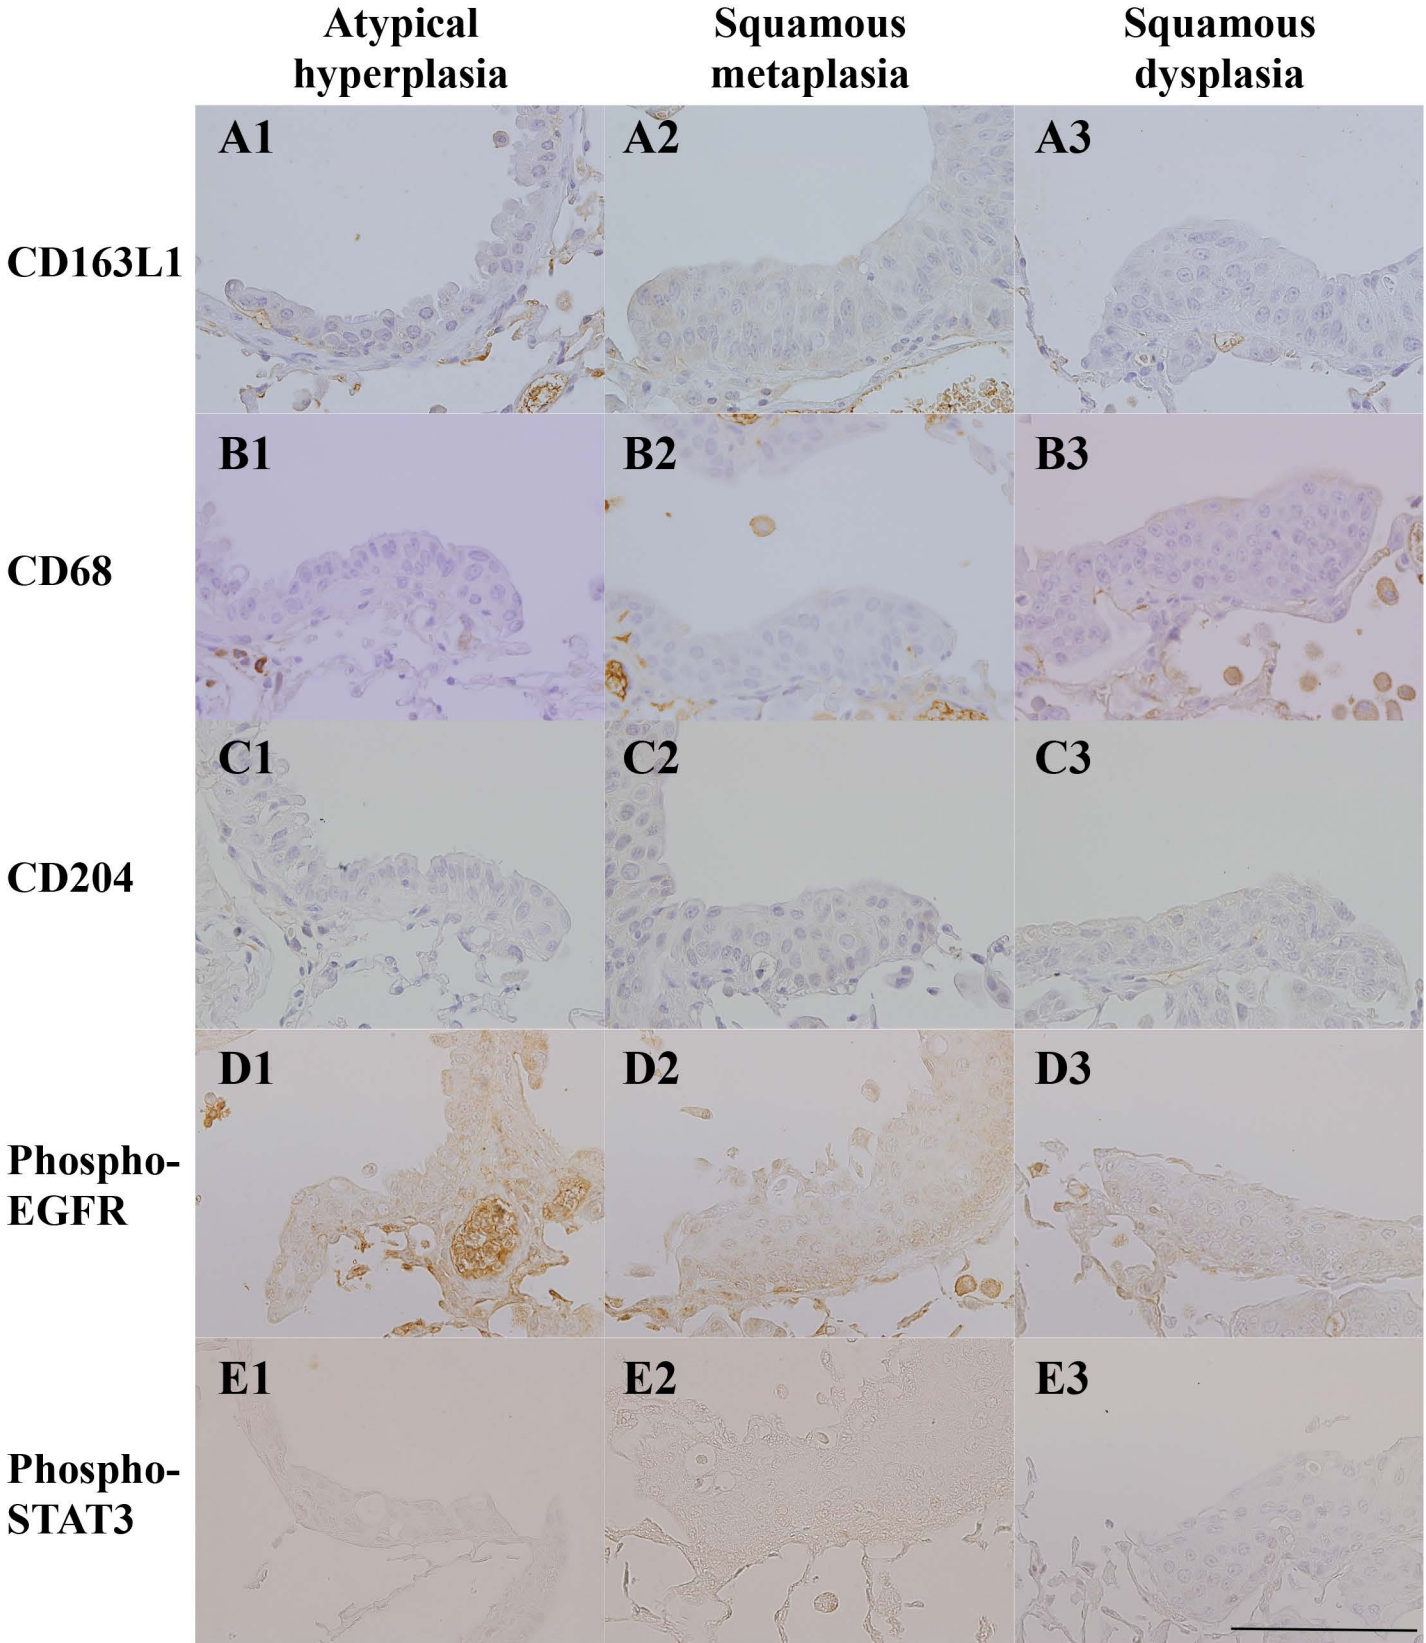 Atypical
hyperplasia
Squamous
metaplasia
Squamous
dysplasia
CD163L1
A1
A2
A3
CD68
B1
B2
B3
CD204
C1
C2
C3
Phospho-
EGFR
D1
D2
D3
Phospho-
STAT3
E1
E2
E3